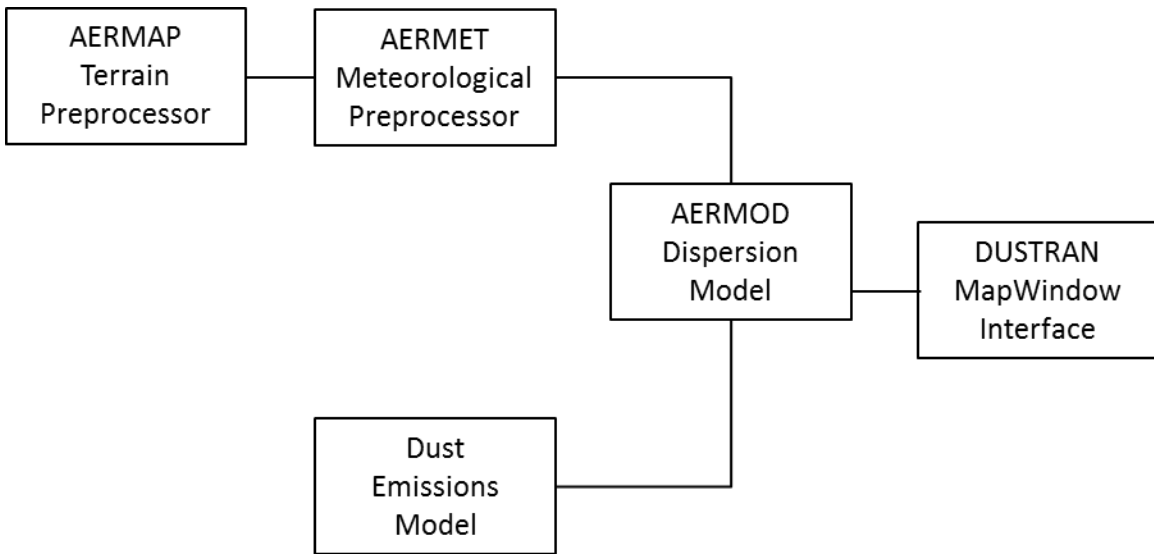 AERMAP
Terrain
Preprocessor
AERMET
Meteorological
Preprocessor
AERMOD
Dispersion
Model
DUSTRAN
MapWindow
Interface
Dust
Emissions
Model